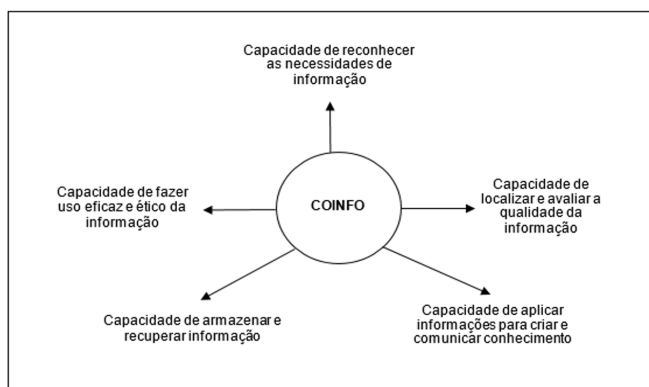 Capacidade de reconhecer
as necessidades de
informação
Capacidade de fazer
uso eficaz e ético da
informação
COINFO
Capacidade de
localizar e avaliar a
qualidade da
informação
Capacidade de armazenar e
recuperar informação
Capacidade de aplicar
informações para criar e
comunicar conhecimento